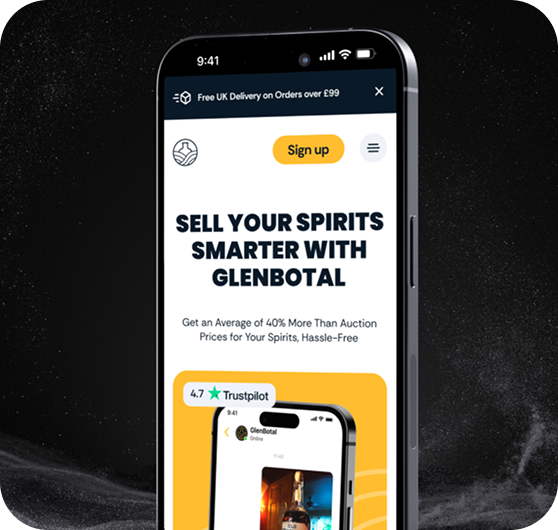 9:41
Free UK Delivery on Orders over £99
Sign up
SELL YOUR SPIRITS
SMARTER WITH
GLENBOTAL
Get an Average of 40% More Than Auction
Prices for Your Spirits, Hassle-Free
4.7 Trustpilot
9:41
GlenBotal
Online
11:40